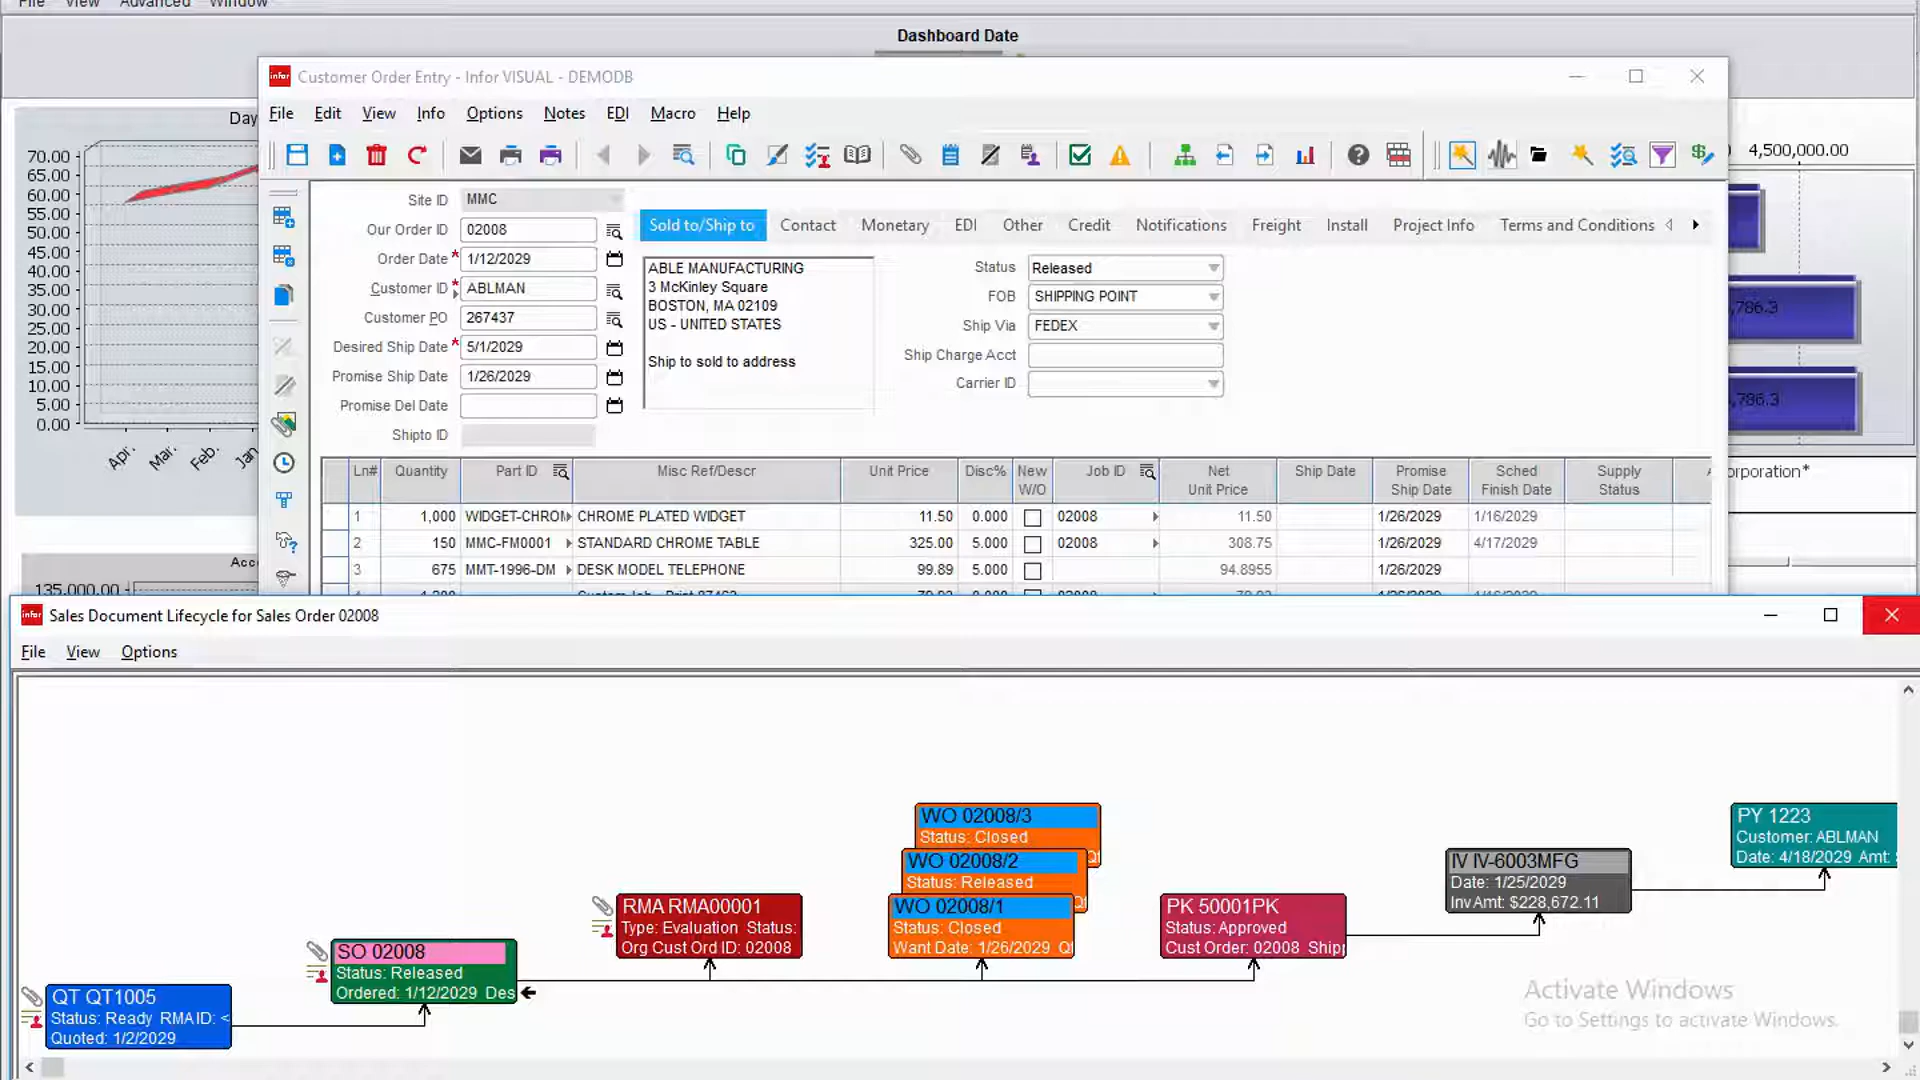 File View Advanced Window
Dashboard Date
infor Customer Order Entry - Infor VISUAL - DEMODB
File Edit View Info Options Notes EDI Macro Help
Day
70.00
65.00
60.00
55.00
50.00
45.00
40.00
35.00
30.00
25.00
20.00
15.00
10.00
5.00
0.00
Apr. Mar. Feb. Jan
4,500,000.00
786.3
,786.3
orporation*
Acc
135,000.00
Site ID MMC
Our Order ID 02008
Order Date * 1/12/2029
Customer ID * ABLMAN
Customer PO 267437
Desired Ship Date * 5/1/2029
Promise Ship Date 1/26/2029
Promise Del Date
Shipto ID
Sold to/Ship to Contact Monetary EDI Other Credit Notifications Freight Install Project Info Terms and Conditions
ABLE MANUFACTURING
3 McKinley Square
BOSTON, MA 02109
US - UNITED STATES
Ship to sold to address
Status Released
FOB SHIPPING POINT
Ship Via FEDEX
Ship Charge Acct
Carrier ID
Ln# Quantity Part ID Misc Ref/Descr Unit Price Disc% New W/O Job ID Net Unit Price Ship Date Promise Ship Date Sched Finish Date Supply Status
1 1,000 WIDGET-CHROM CHROME PLATED WIDGET 11.50 0.000 02008 11.50 1/26/2029 1/16/2029
2 150 MMC-FM0001 STANDARD CHROME TABLE 325.00 5.000 02008 308.75 1/26/2029 4/17/2029
3 675 MMT-1996-DM DESK MODEL TELEPHONE 99.89 5.000 94.8955 1/26/2029
infor Sales Document Lifecycle for Sales Order 02008
File View Options
QT QT1005
Status: Ready RMA ID: <
Quoted: 1/2/2029
SO 02008
Status: Released
Ordered: 1/12/2029 Des
RMA RMA00001
Type: Evaluation Status:
Org Cust Ord ID: 02008
WO 02008/3
Status: Closed
WO 02008/2
Status: Released
WO 02008/1
Status: Closed
Want Date: 1/26/2029
PK 50001PK
Status: Approved
Cust Order: 02008 Shipp
IV IV-6003MFG
Date: 1/25/2029
Inv Amt: $228,672.11
PY 1223
Customer: ABLMAN
Date: 4/18/2029 Amt:
Activate Windows
Go to Settings to activate Windows.